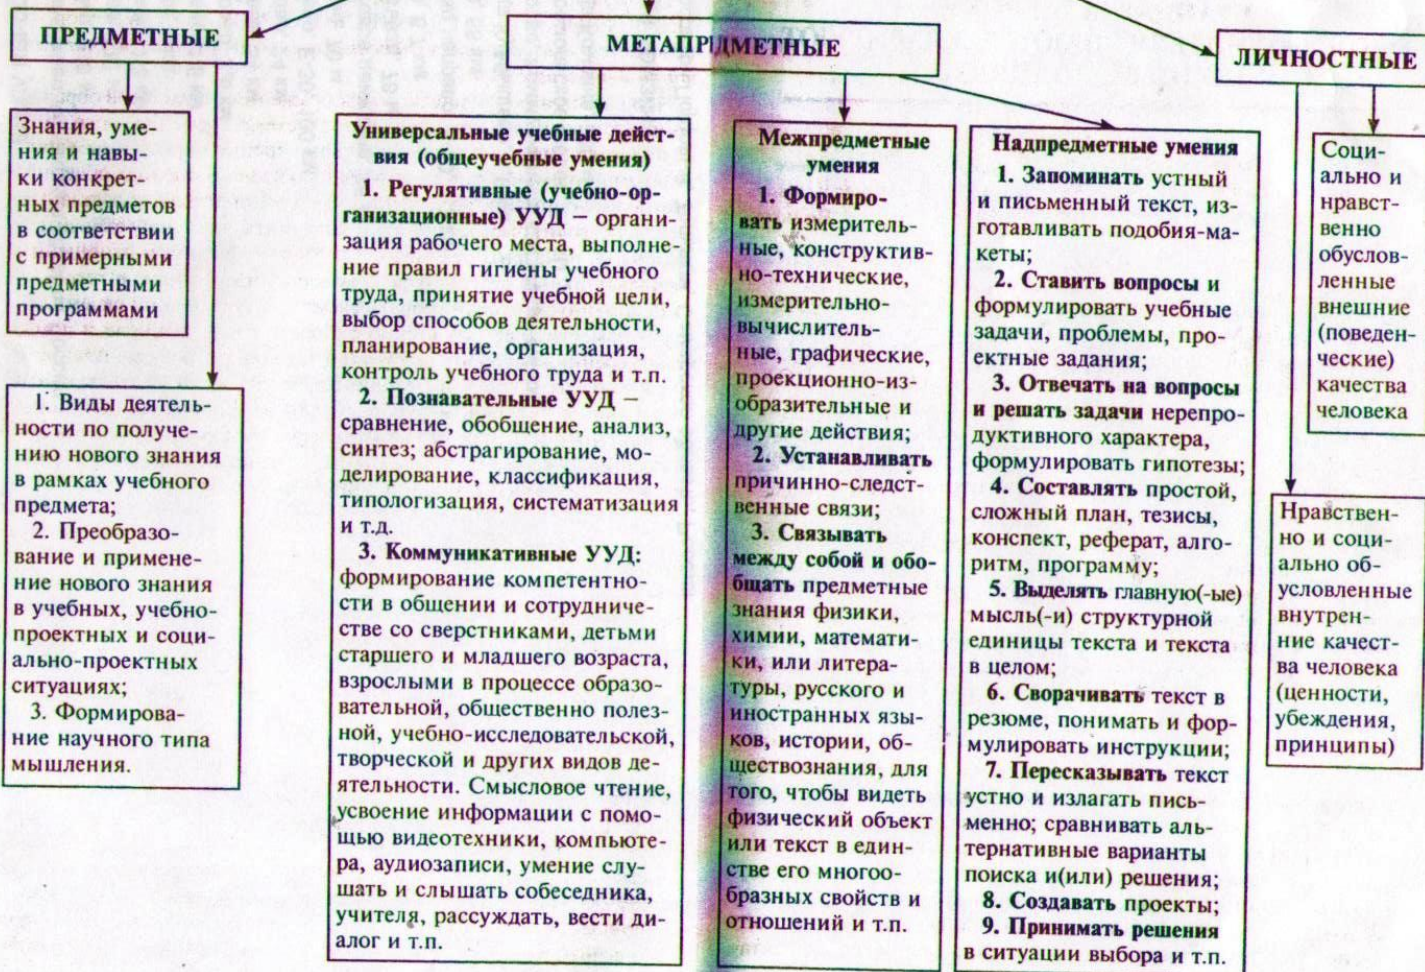 ПРЕДМЕТНЫЕ
Знания, уме-
ния и навы-
ки конкрет-
ных предметов
в соответствии
с примерными
предметными
программами
1. Виды деятель-
ности по получе-
нию нового знания
в рамках учебного
предмета;
2. Преобразо-
вание и примене-
ние нового знания
в учебных, учебно-
проектных и соци-
ально-проектных
ситуациях;
3. Формирова-
ние научного типа
мышления.
МЕТАПРЕДМЕТНЫЕ
Универсальные учебные дейст-
вия (общеучебные умения)
1. Регулятивные (учебно-ор-
ганизационные) УУД — органи-
зация рабочего места, выполне-
ние правил гигиены учебного
труда, принятие учебной цели,
выбор способов деятельности,
планирование, организация,
контроль учебного труда и т.п.
2. Познавательные УУД —
сравнение, обобщение, анализ,
синтез; абстрагирование, мо-
делирование, классификация,
типологизация, систематизация
и т.д.
3. Коммуникативные УУД:
формирование компетентно-
сти в общении и сотрудниче-
стве со сверстниками, детьми
старшего и младшего возраста,
взрослыми в процессе образо-
вательной, общественно полез-
ной, учебно-исследовательской,
творческой и других видов де-
ятельности. Смысловое чтение,
усвоение информации с помо-
щью видеотехники, компьюте-
ра, аудиозаписи, умение слу-
шать и слышать собеседника,
учителя, рассуждать, вести ди-
алог и т.п.
Межпредметные
умения
1. Формиро-
вать измеритель-
ные, конструктив-
но-технические,
измерительно-
вычислитель-
ные, графические,
проекционно-из-
образительные и
другие действия;
2. Устанавливать
причинно-следст-
венные связи;
3. Связывать
между собой и обо-
бщать предметные
знания физики,
химии, математи-
ки, или литера-
туры, русского и
иностранных язы-
ков, истории, об-
ществознания, для
того, чтобы видеть
физический объект
или текст в един-
стве его многоо-
бразных свойств и
отношений и т.п.
Надпредметные умения
1. Запоминать устный
и письменный текст, из-
готавливать подобия-ма-
кеты;
2. Ставить вопросы и
формулировать учебные
задачи, проблемы, про-
ектные задания;
3. Отвечать на вопросы
и решать задачи нерепро-
дуктивного характера,
формулировать гипотезы;
4. Составлять простой,
сложный план, тезисы,
конспект, реферат, алго-
ритм, программу;
5. Выделять главную(-ые)
мысль(-и) структурной
единицы текста и текста
в целом;
6. Сворачивать текст в
резюме, понимать и фор-
мулировать инструкции;
7. Пересказывать текст
устно и излагать пись-
менно; сравнивать аль-
тернативные варианты
поиска и(или) решения;
8. Создавать проекты;
9. Принимать решения
в ситуации выбора и т.п.
ЛИЧНОСТНЫЕ
Соци-
ально и
нравст-
венно
обуслов-
ленные
внешние
(поведен-
ческие)
качества
человека
Нравствен-
но и соци-
ально об-
условленные
внутрен-
ние качест-
ва человека
(ценности,
убеждения,
принципы)